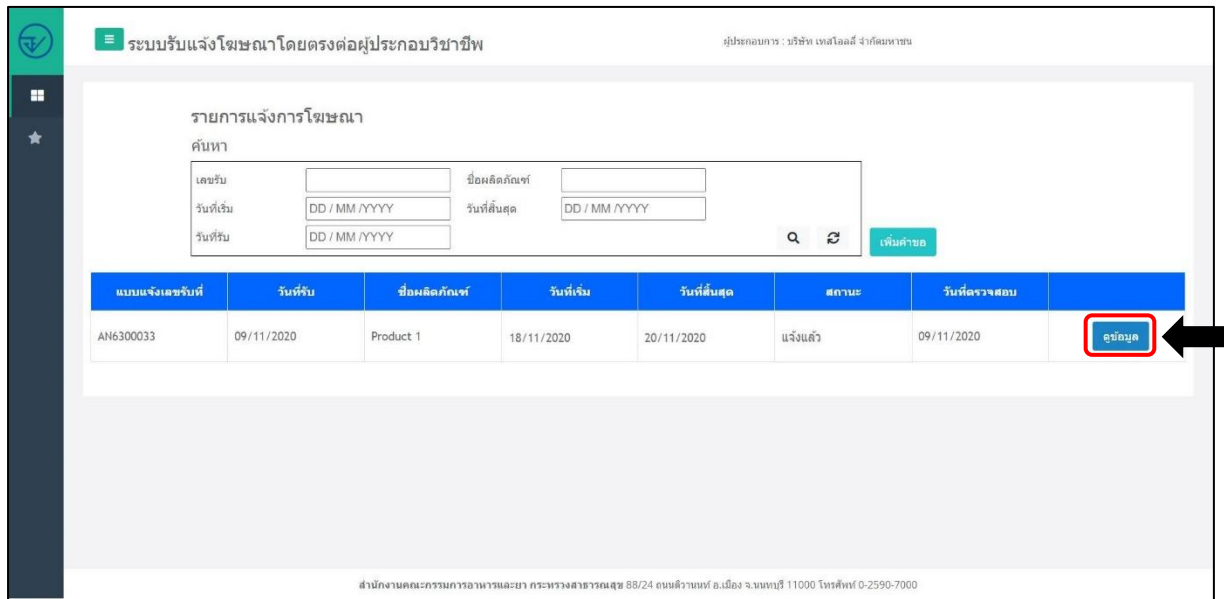 ระบบรับแจ้งโฆษณาโดยตรงต่อผู้ประกอบวิชาชีพ
ผู้ประกอบการ : บริษัท เทสโลลลี่ จำกัดมหาชน
รายการแจ้งการโฆษณา
ค้นหา
เลขรับ ชื่อผลิตภัณฑ์
วันที่เริ่ม DD / MM /YYYY วันที่สิ้นสุด DD / MM /YYYY
วันที่รับ DD / MM /YYYY เพิ่มคำขอ
แบบแจ้งเลขรับที่ วันที่รับ ชื่อผลิตภัณฑ์ วันที่เริ่ม วันที่สิ้นสุด สถานะ วันที่ตรวจสอบ
AN6300033 09/11/2020 Product 1 18/11/2020 20/11/2020 แจ้งแล้ว 09/11/2020 ดูข้อมูล
สำนักงานคณะกรรมการอาหารและยา กระทรวงสาธารณสุข 88/24 ถนนติวานนท์ อ.เมือง จ.นนทบุรี 11000 โทรศัพท์ 0-2590-7000